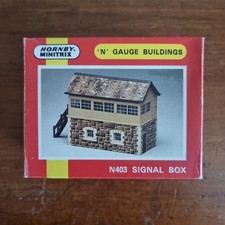 HORNBY
MINITRIX
'N' GAUGE BUILDINGS
N403 SIGNAL BOX